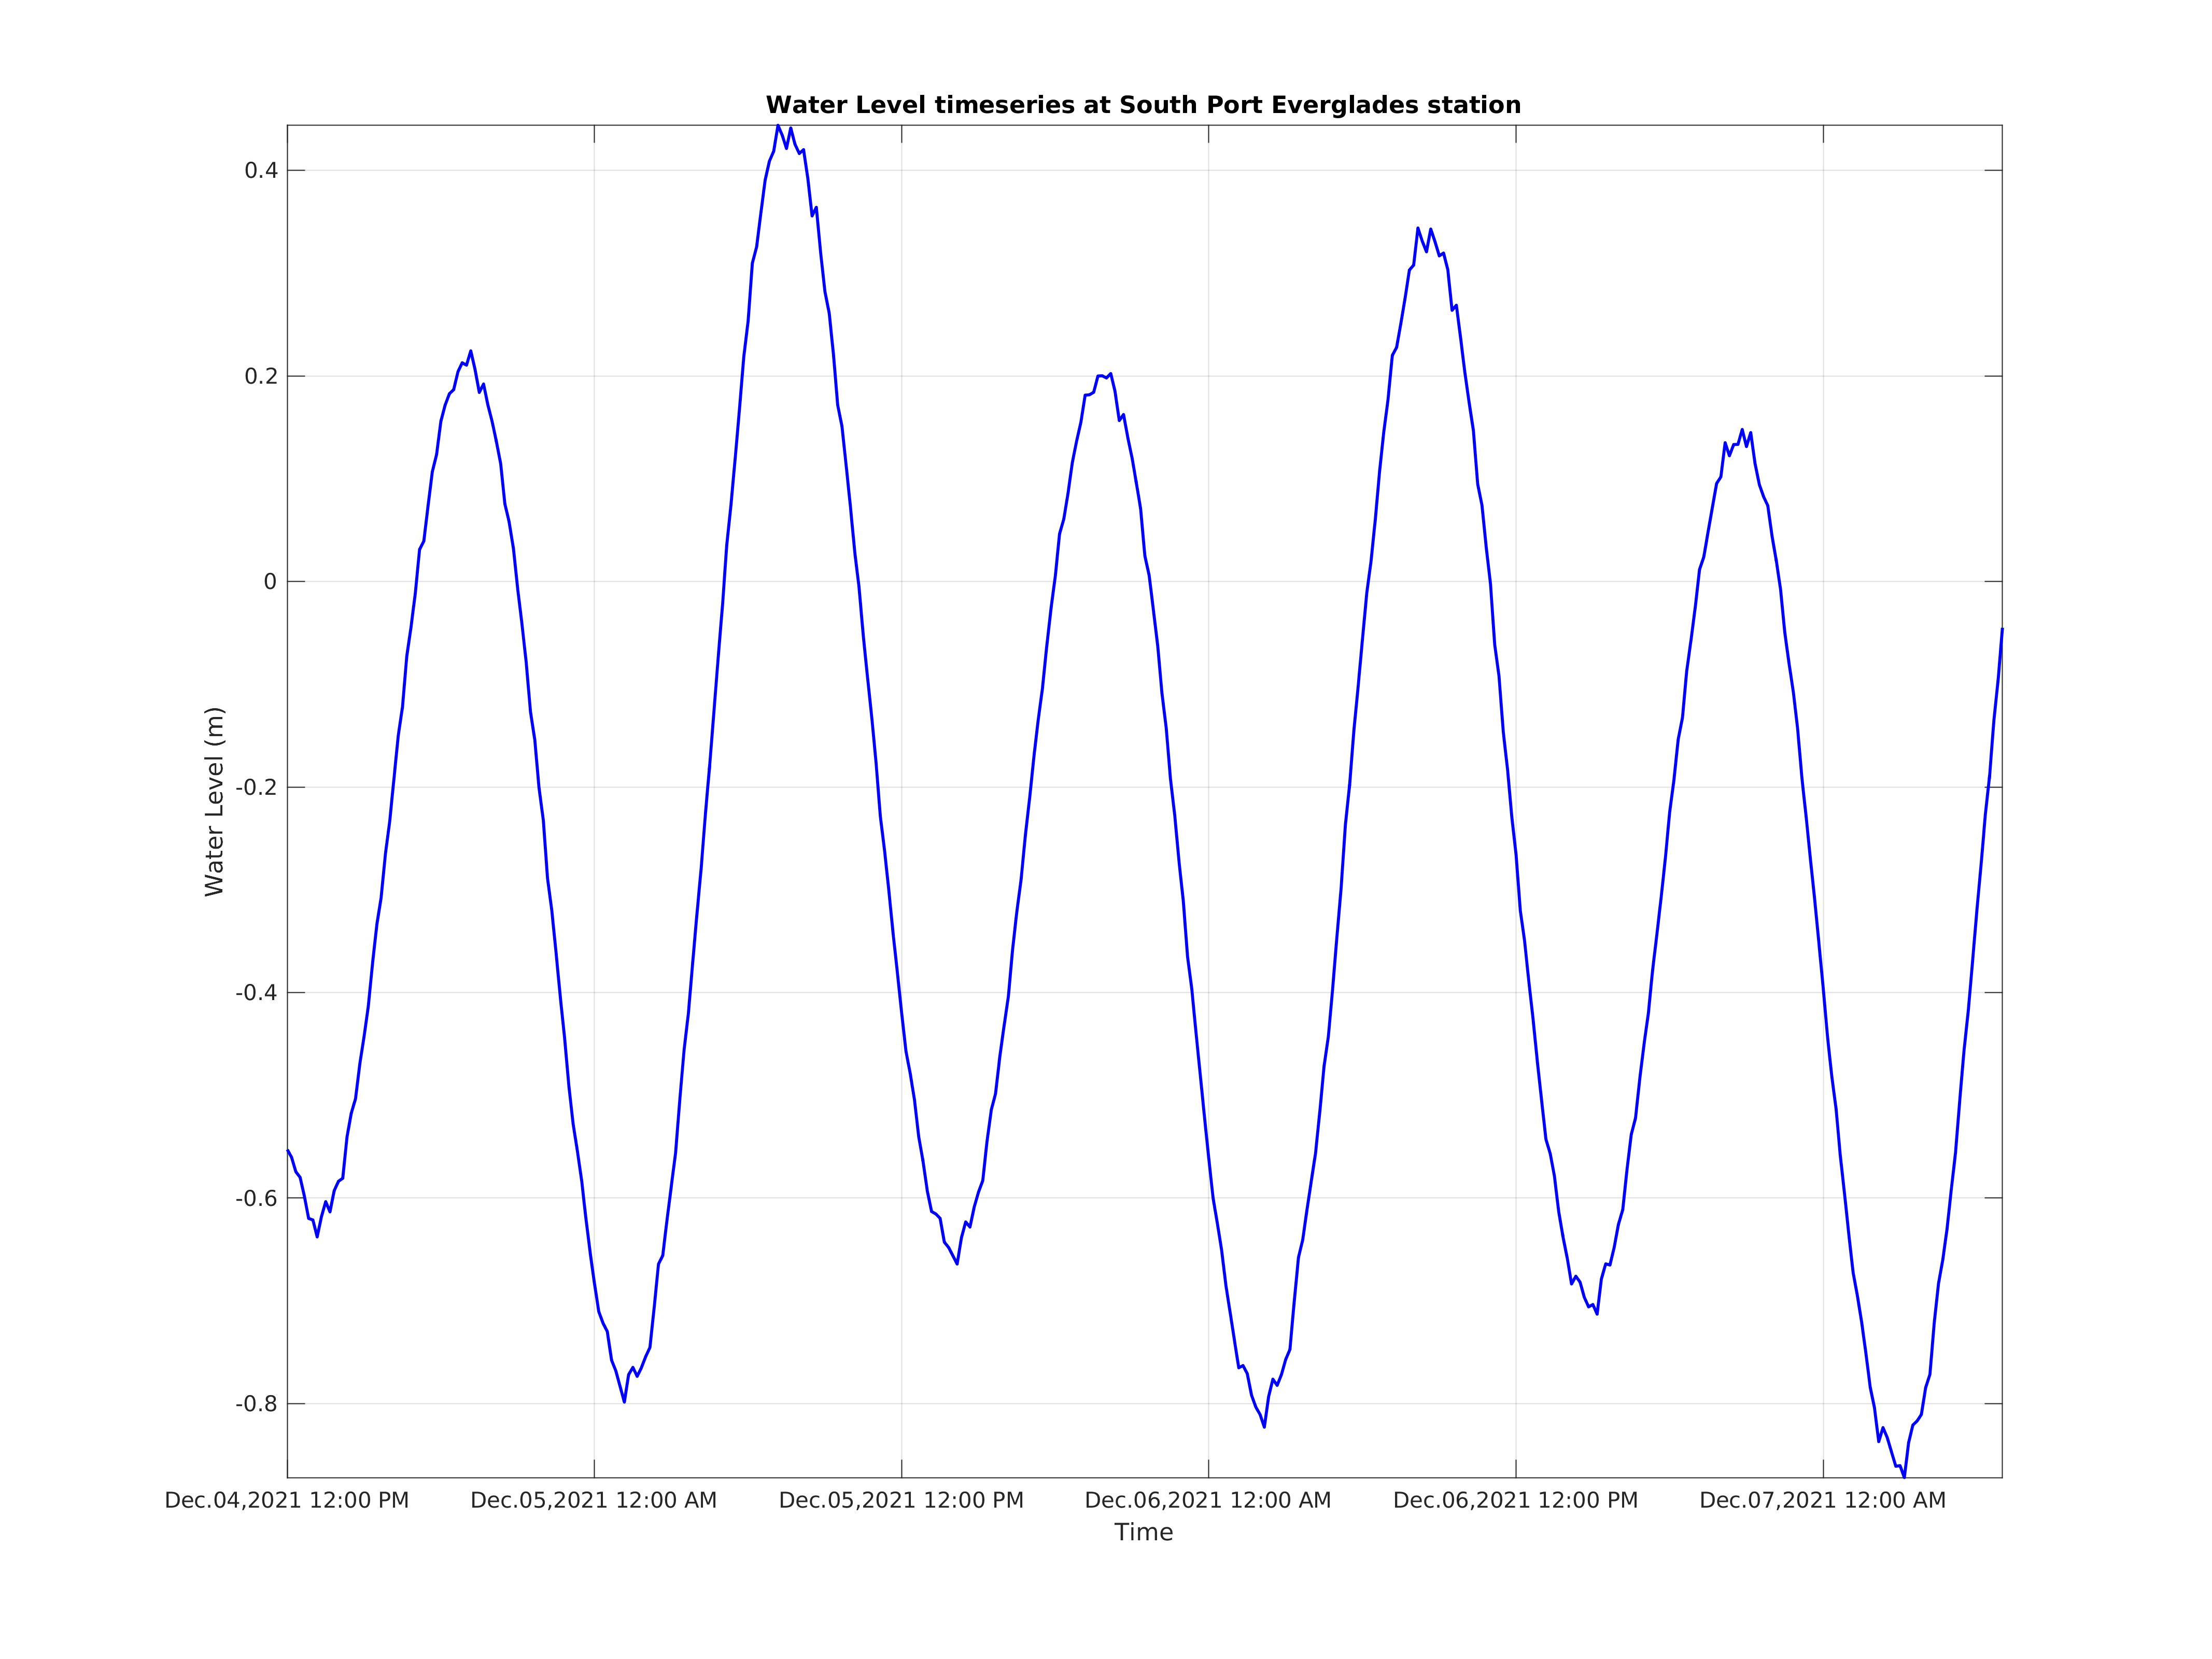 Water Level timeseries at South Port Everglades station
0.4
0.2
0
-0.2
-0.4
-0.6
-0.8
Water Level (m)
Dec.04,2021 12:00 PM
Dec.05,2021 12:00 AM
Dec.05,2021 12:00 PM
Dec.06,2021 12:00 AM
Dec.06,2021 12:00 PM
Dec.07,2021 12:00 AM
Time